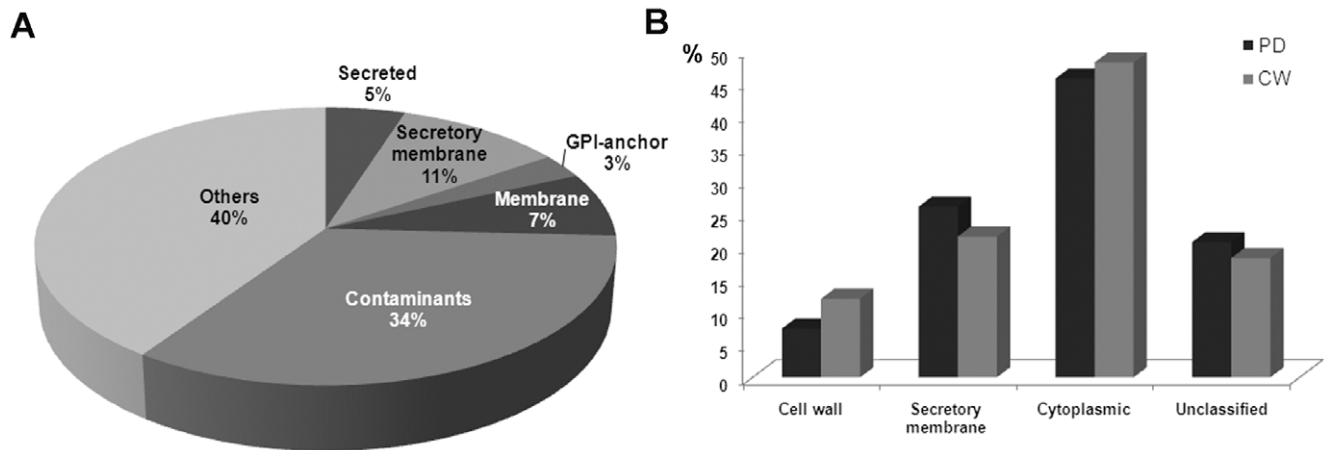 A
Secreted
5%
Secretory
membrane
11%
GPI-anchor
3%
Membrane
7%
Others
40%
Contaminants
34%
B
%
50
45
40
35
30
25
20
15
10
5
0
PD
CW
Cell wall
Secretory
membrane
Cytoplasmic
Unclassified